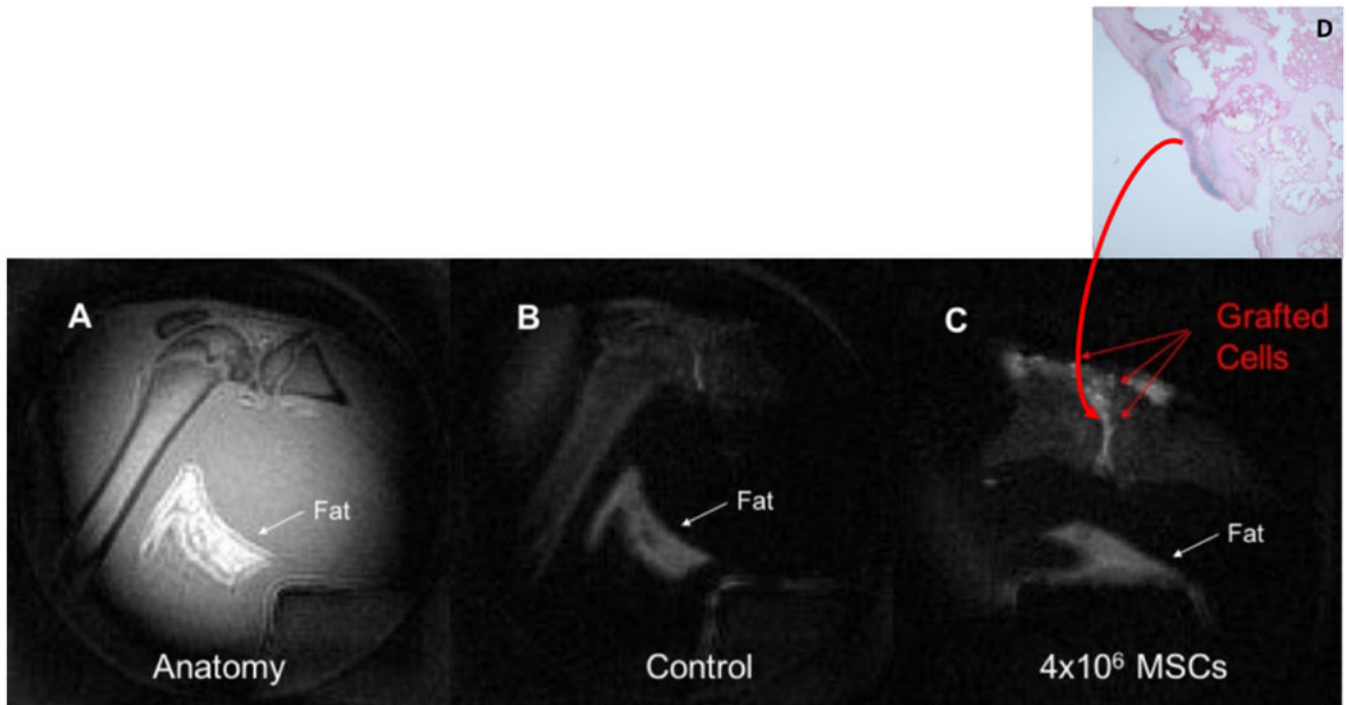 D
A
B
C
Grafted
Cells
Fat
Fat
Fat
Anatomy
Control
4x10⁶ MSCs